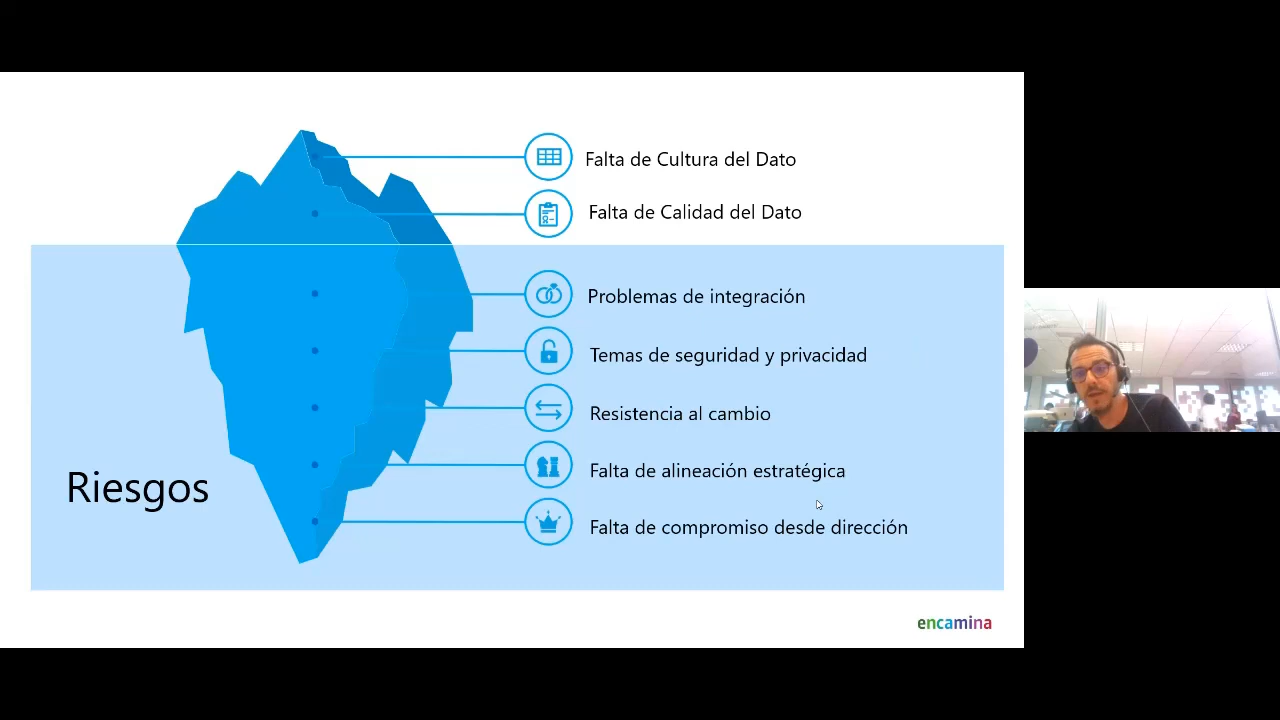 Falta de Cultura del Dato
Falta de Calidad del Dato
Problemas de integración
Temas de seguridad y privacidad
Resistencia al cambio
Falta de alineación estratégica
Falta de compromiso desde dirección
Riesgos
encamina